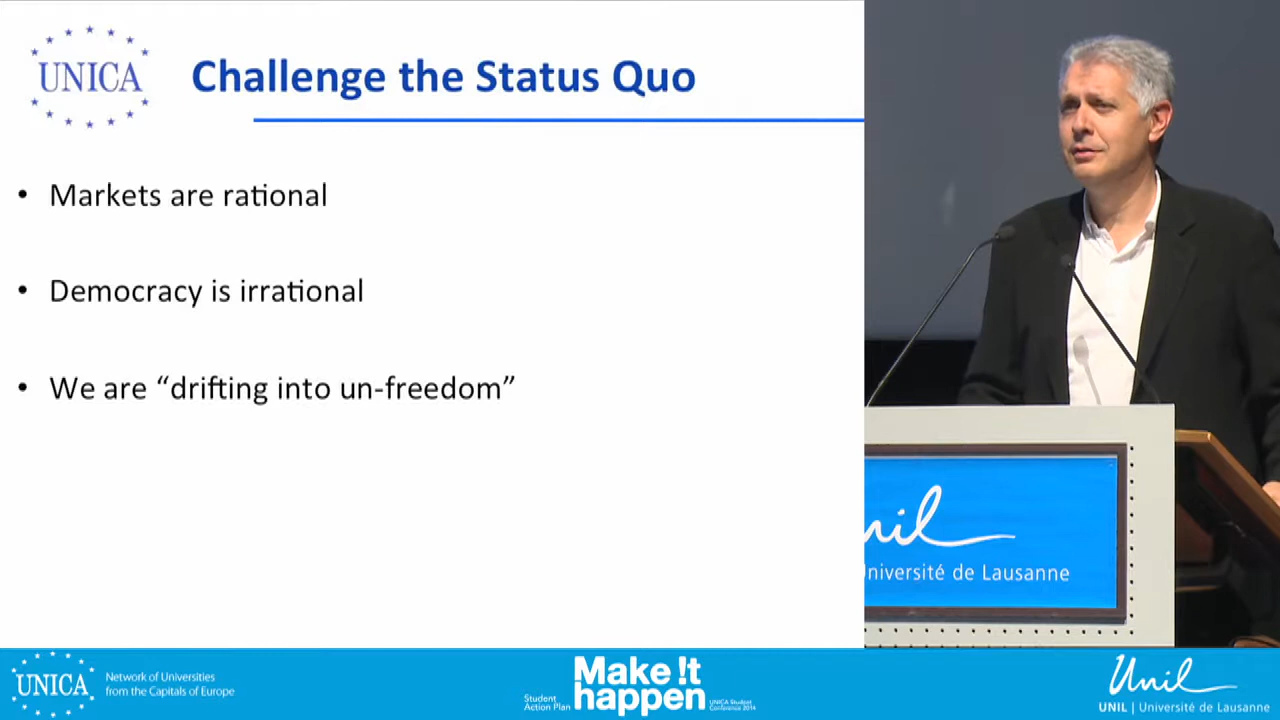 UNICA
Challenge the Status Quo
• Markets are rational
• Democracy is irrational
• We are “drifting into un-freedom”
Unil
Université de Lausanne
UNICA
Network of Universities
from the Capitals of Europe
Student
Action Plan
Make !t
happen
UNICA Student
Conference 2014
Unil
UNIL | Université de Lausanne